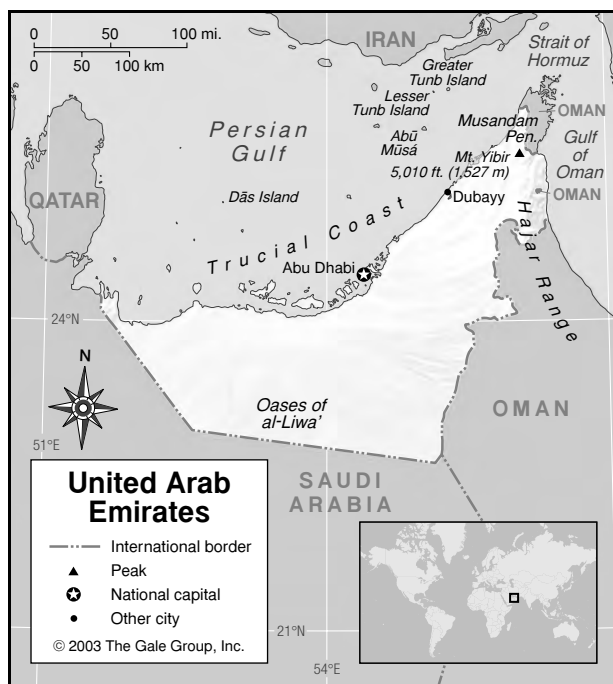 0 50 100 mi.
0 50 100 km
IRAN
Strait of
Hormuz
Greater
Tunb Island
Lesser
Tunb Island
OMAN
Musandam
Pen.
Persian
Gulf
Abū
Mūsá
Gulf
of
Oman
Mt. Yibir
5,010 ft. (1,527 m)
QATAR
Dās Island
OMAN
Dubayy
Trucial Coast
Hajar Range
Abu Dhabi
24°N
N
OMAN
Oases of
al-Liwa’
51°E
SAUDI
ARABIA
United Arab
Emirates
International border
Peak
National capital
Other city
© 2003 The Gale Group, Inc.
21°N
54°E